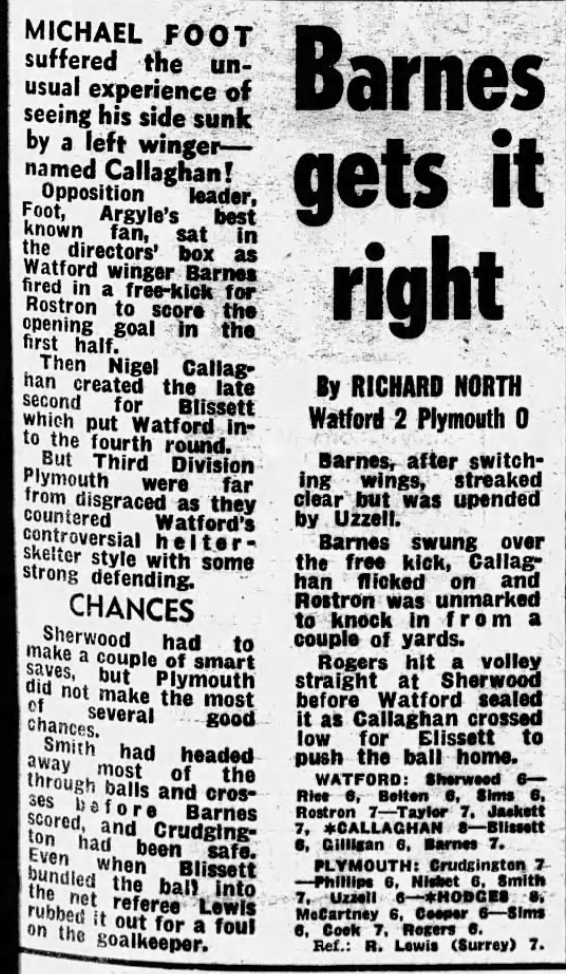 MICHAEL FOOT
suffered the un-
usual experience of
seeing his side sunk
by a left winger—
named Callaghan!
Opposition leader,
Foot, Argyle's best
known fan, sat in
the directors' box as
Watford winger Barnes
fired in a free-kick for
Rostron to score the
opening goal in the
first half.
Then Nigel Callag-
han created the late
second for Blissett
which put Watford in-
to the fourth round.
But Third Division
Plymouth were far
from disgraced as they
countered Watford's
controversial helter-
skelter style with some
strong defending.
CHANCES
Sherwood had to
make a couple of smart
saves, but Plymouth
did not make the most
of several good
chances.
Smith had headed
away most of the
through balls and cros-
ses before Barnes
scored, and Crudging-
ton had been safe.
Even when Blissett
bundled the ball into
the net referee Lewis
rubbed it out for a foul
on the goalkeeper.
Barnes
gets it
right
By RICHARD NORTH
Watford 2 Plymouth 0
Barnes, after switch-
ing wings, streaked
clear but was upended
by Uzzell.
Barnes swung over
the free kick, Callag-
han flicked on and
Rostron was unmarked
to knock in from a
couple of yards.
Rogers hit a volley
straight at Sherwood
before Watford sealed
it as Callaghan crossed
low for Elissett to
push the ball home.
WATFORD: Sherwood 6—
Rice 6, Bolton 6, Sims 6,
Rostron 7—Taylor 7, Jackett
7, *CALLAGHAN 8—Blissett
6, Gilligan 6, Barnes 7.
PLYMOUTH: Crudgington 7
—Phillips 6, Nisbet 6, Smith
7, Uzzell 6—*HODGES 8,
McCartney 6, Cooper 6—Sims
6, Cook 7, Rogers 6.
Ref.: R. Lewis (Surrey) 7.